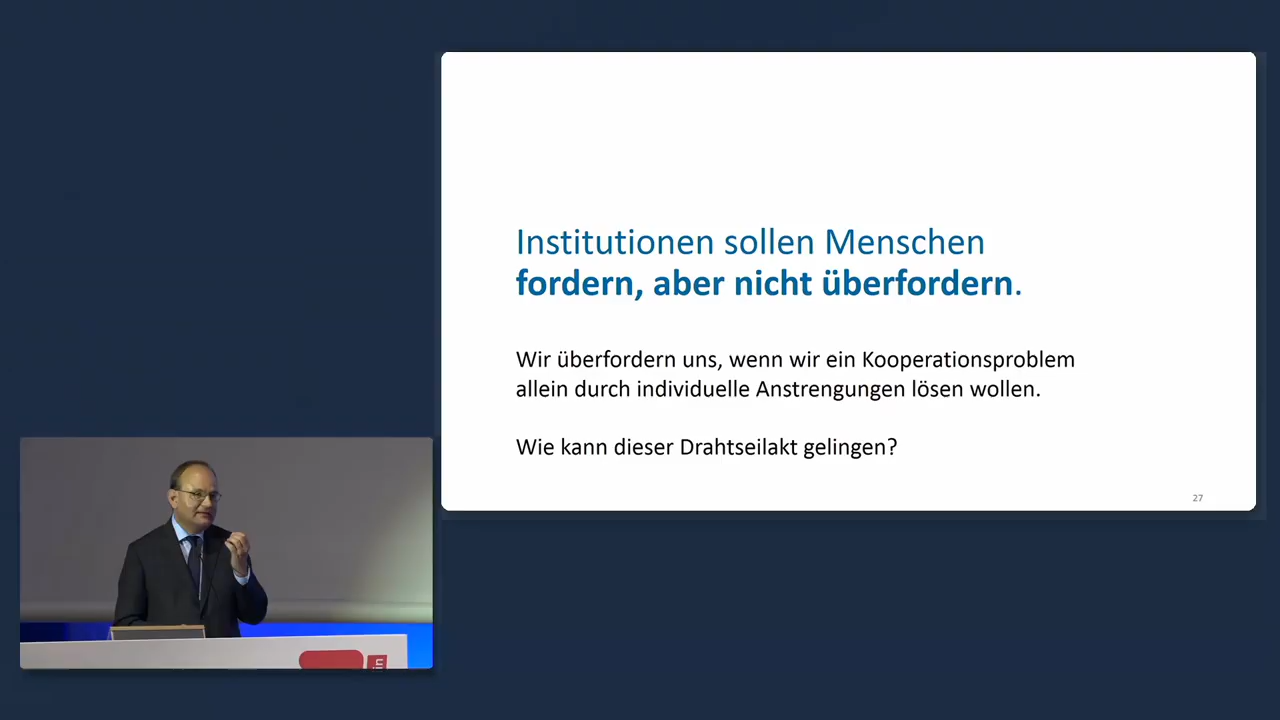 Institutionen sollen Menschen
fordern, aber nicht überfordern.
Wir überfordern uns, wenn wir ein Kooperationsproblem
allein durch individuelle Anstrengungen lösen wollen.
Wie kann dieser Drahtseilakt gelingen?
27
in